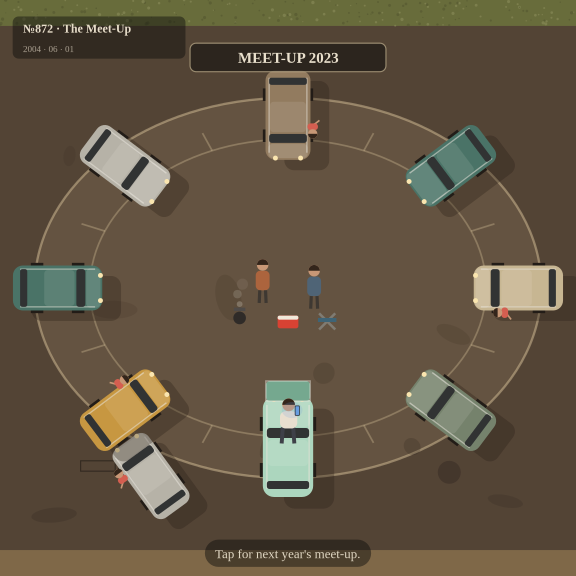 №872 · The Meet-Up
2004 · 06 · 01
MEET-UP 2023
Tap for next year's meet-up.